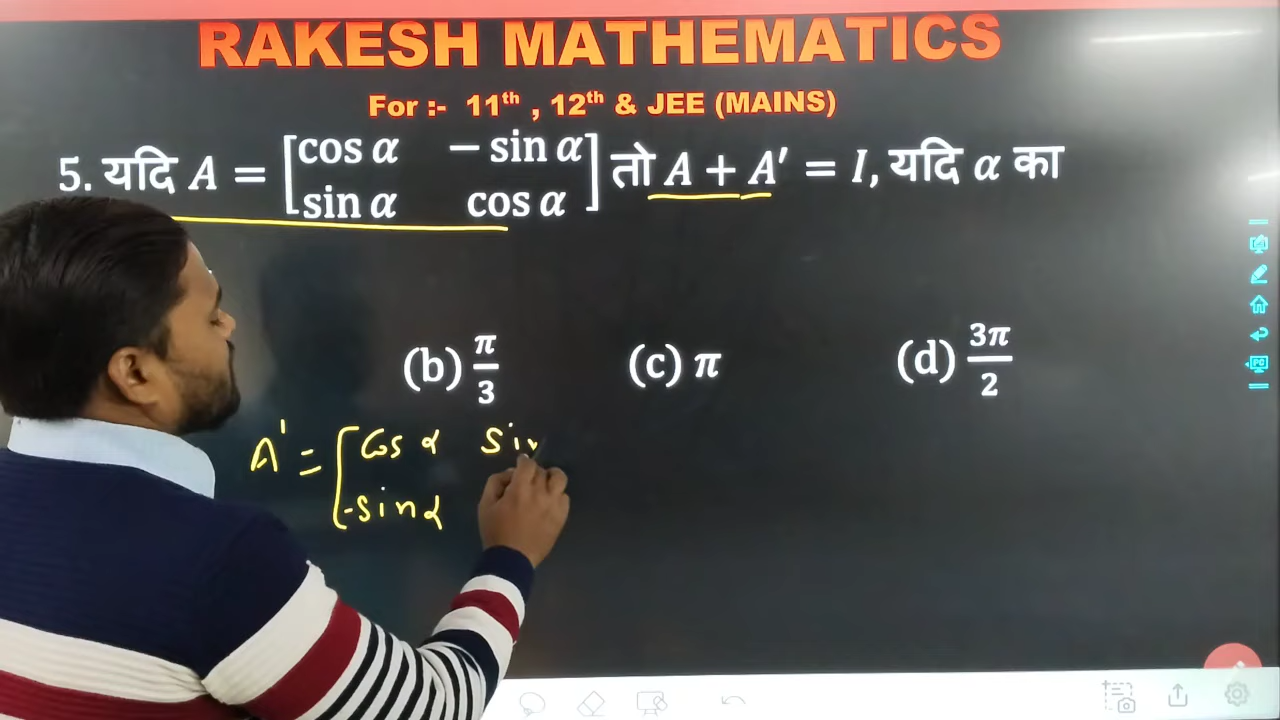 RAKESH MATHEMATICS
For :- 11th , 12th & JEE (MAINS)
5. यदि A = [cos α − sin α
sin α cos α] तो A + A′ = I, यदि α का
(b) π/3 (c) π (d) 3π/2
A' = [Cos α sin
-sin α